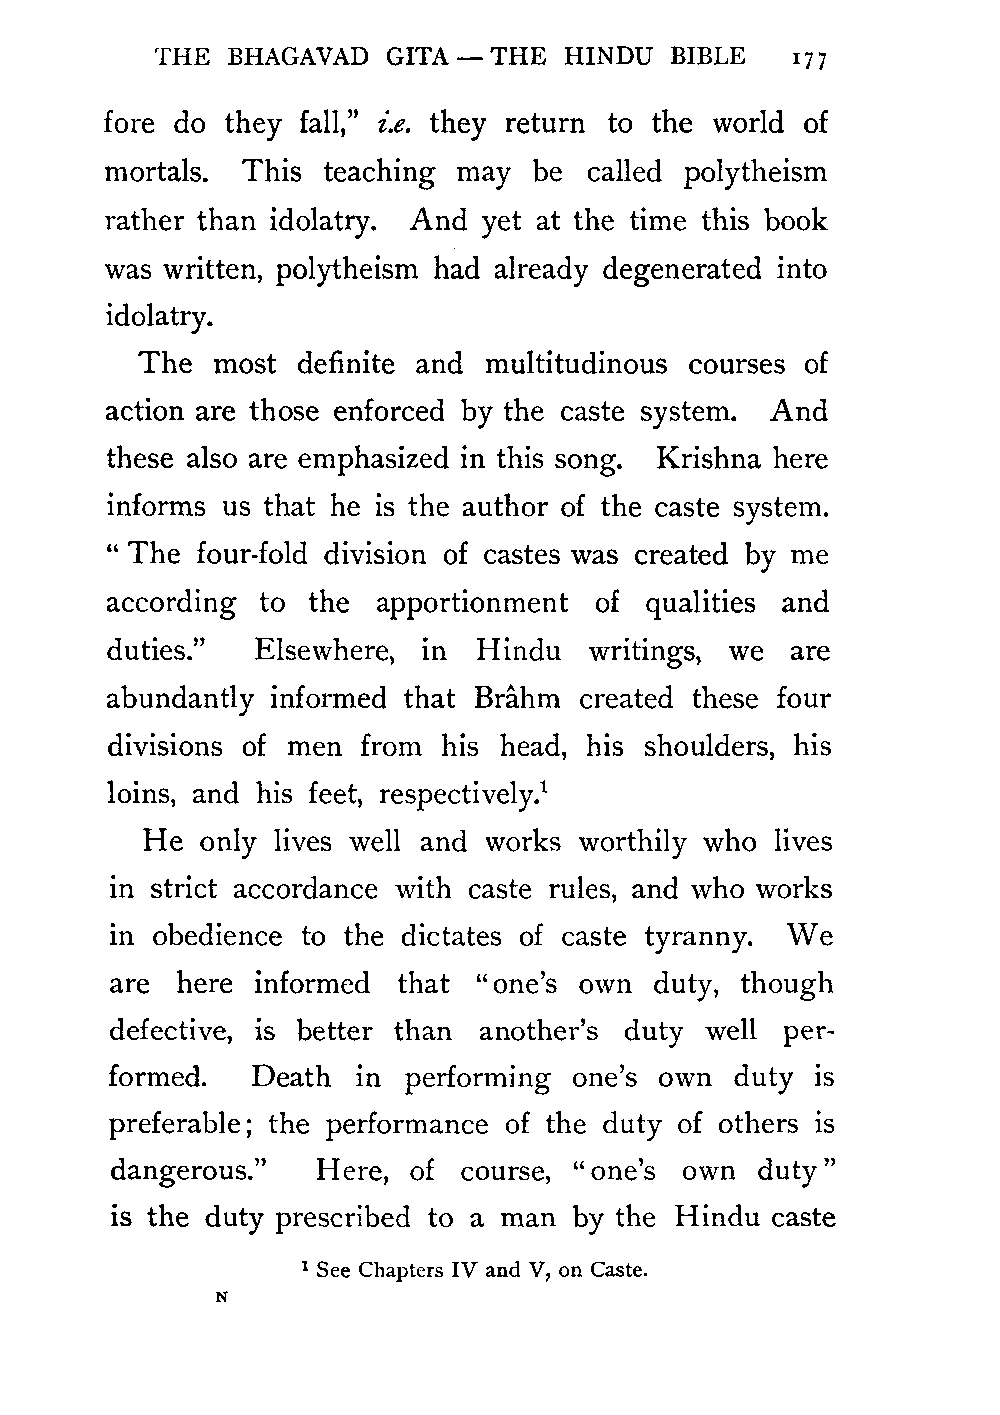 THE BHAGAVAD GITA — THE HINDU BIBLE 177
fore do they fall,” i.e. they return to the world of
mortals. This teaching may be called polytheism
rather than idolatry. And yet at the time this book
was written, polytheism had already degenerated into
idolatry.
The most definite and multitudinous courses of
action are those enforced by the caste system. And
these also are emphasized in this song. Krishna here
informs us that he is the author of the caste system.
“ The four-fold division of castes was created by me
according to the apportionment of qualities and
duties.” Elsewhere, in Hindu writings, we are
abundantly informed that Brâhm created these four
divisions of men from his head, his shoulders, his
loins, and his feet, respectively.¹
He only lives well and works worthily who lives
in strict accordance with caste rules, and who works
in obedience to the dictates of caste tyranny. We
are here informed that “one’s own duty, though
defective, is better than another’s duty well per-
formed. Death in performing one’s own duty is
preferable; the performance of the duty of others is
dangerous.” Here, of course, “one’s own duty”
is the duty prescribed to a man by the Hindu caste
¹ See Chapters IV and V, on Caste.
N